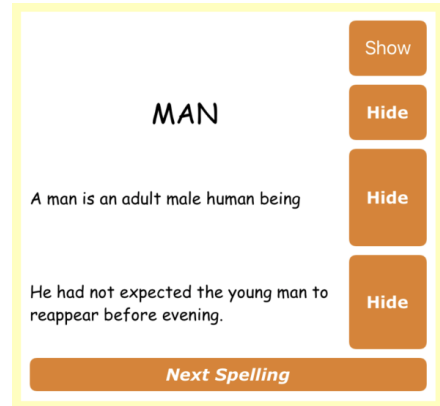 Show
MAN
Hide
A man is an adult male human being
Hide
He had not expected the young man to
reappear before evening.
Hide
Next Spelling